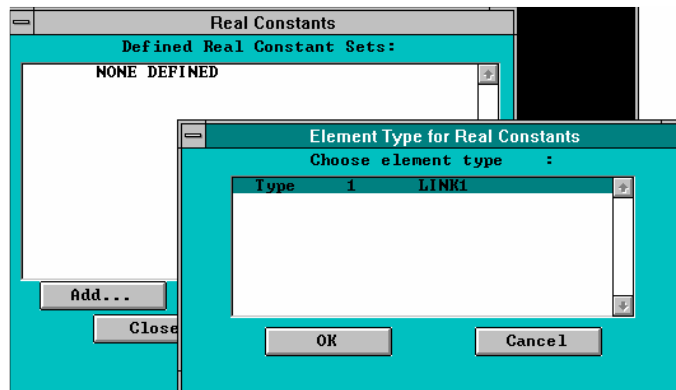 Real Constants
Defined Real Constant Sets:
NONE DEFINED
Element Type for Real Constants
Choose element type :
Type 1 LINK1
Add...
Close
OK Cancel